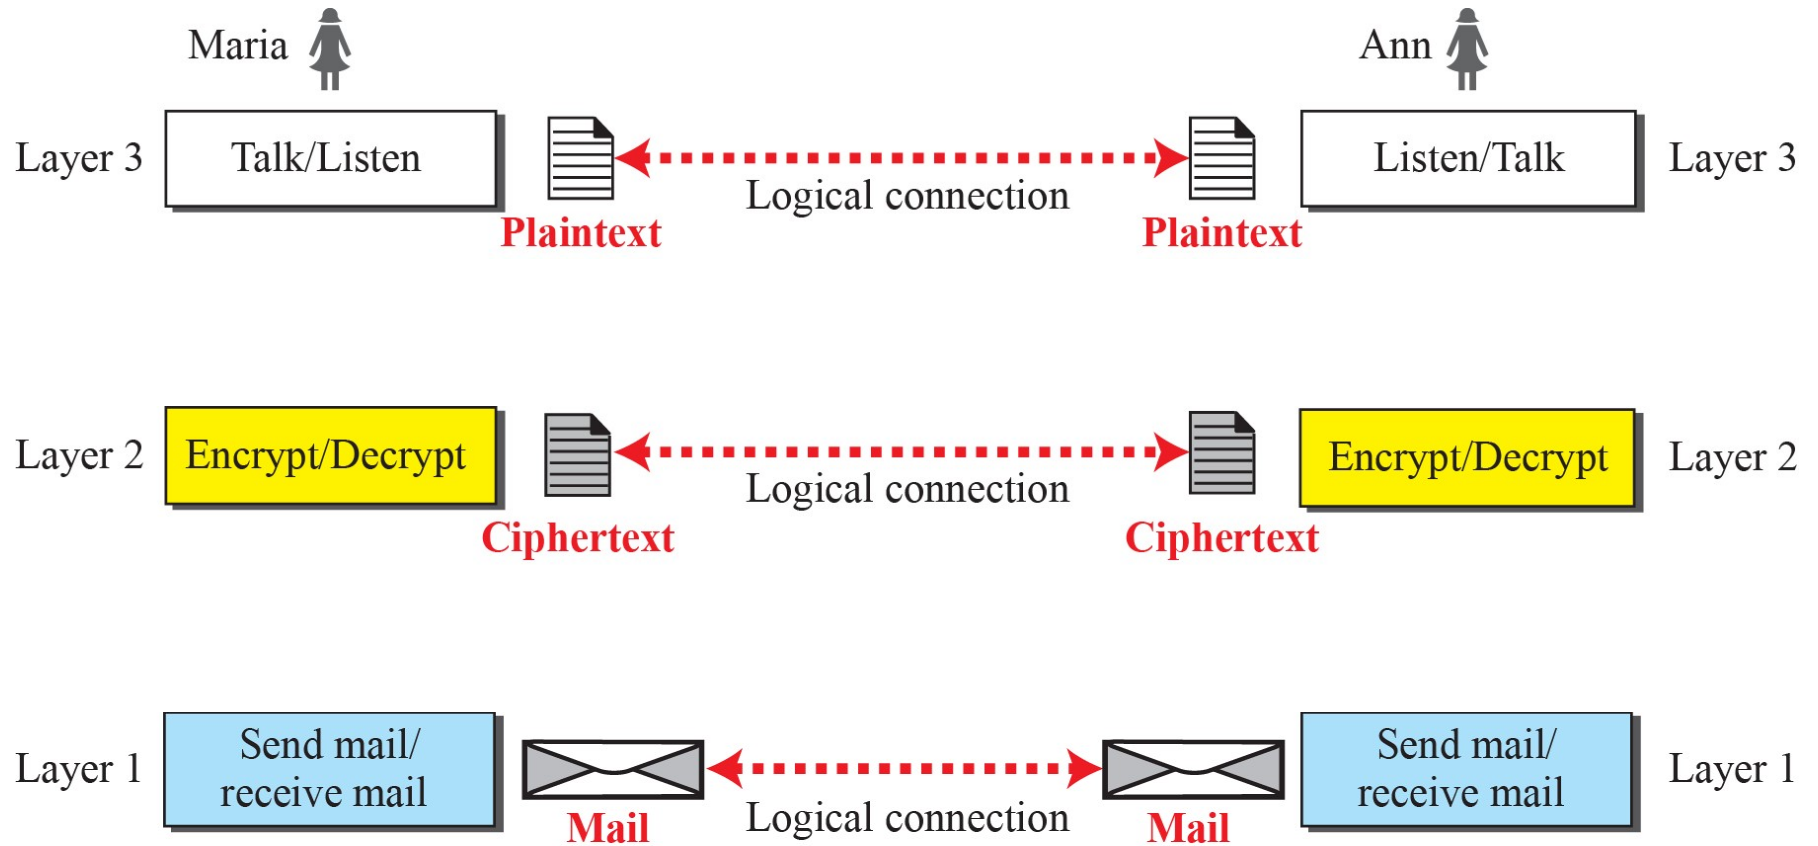 Maria
Ann
Layer 3
Talk/Listen
Logical connection
Listen/Talk
Layer 3
Plaintext
Plaintext
Layer 2
Encrypt/Decrypt
Logical connection
Encrypt/Decrypt
Layer 2
Ciphertext
Ciphertext
Layer 1
Send mail/
receive mail
Mail
Logical connection
Mail
Send mail/
receive mail
Layer 1